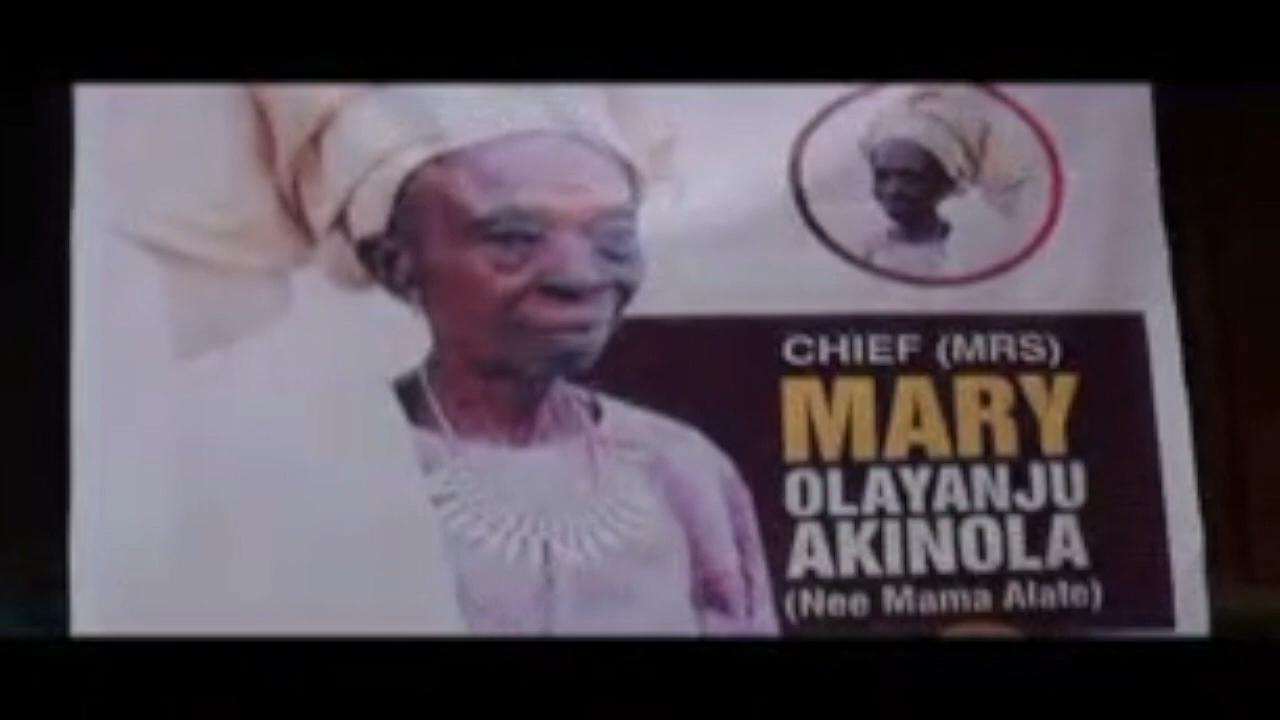 CHIEF (MRS)
MARY
OLAYANJU
AKINOLA
(Nee Mama Alate)